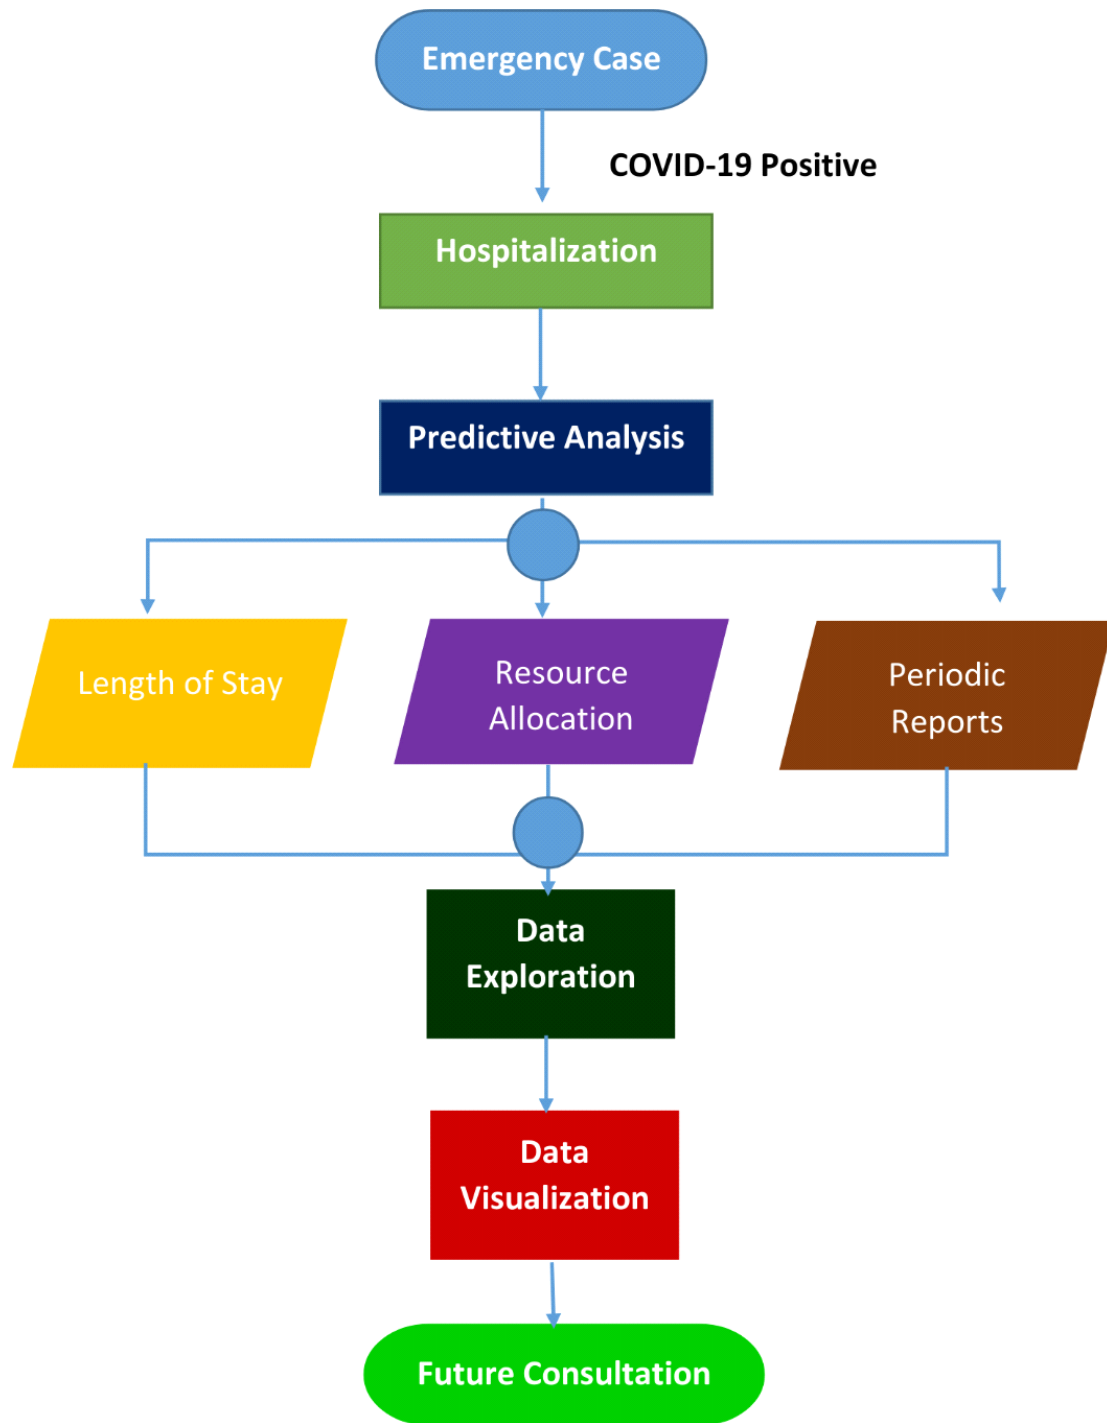 Emergency Case
COVID-19 Positive
Hospitalization
Predictive Analysis
Length of Stay
Resource
Allocation
Periodic
Reports
Data
Exploration
Data
Visualization
Future Consultation